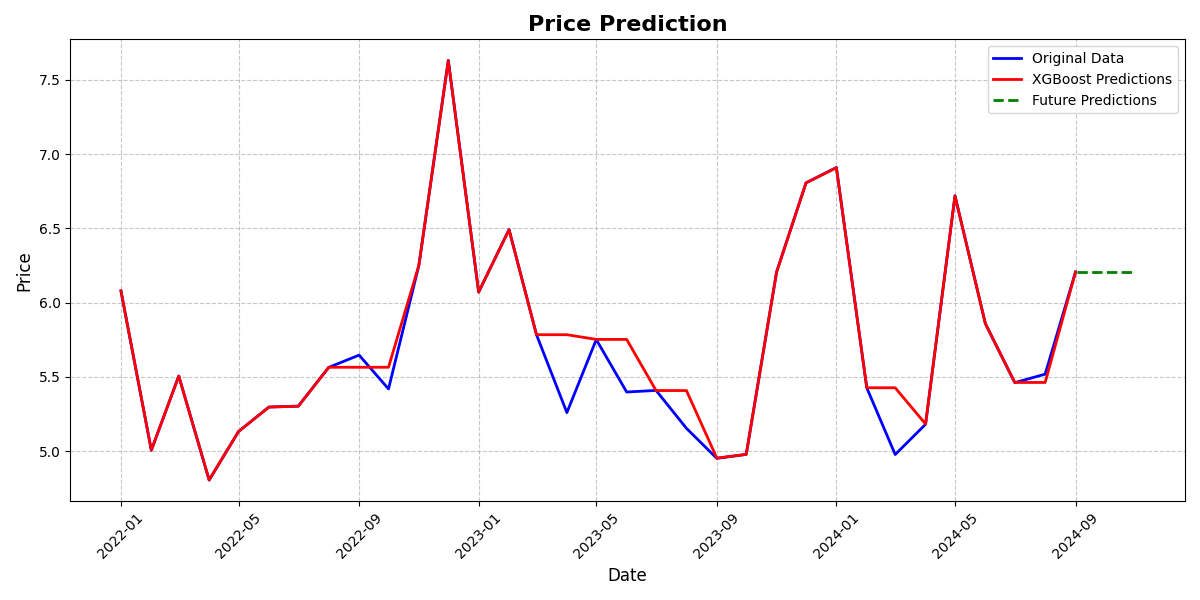 Price Prediction
Original Data
XGBoost Predictions
Future Predictions
Price
7.5
7.0
6.5
6.0
5.5
5.0
2022-01
2022-05
2022-09
2023-01
2023-05
2023-09
2024-01
2024-05
2024-09
Date